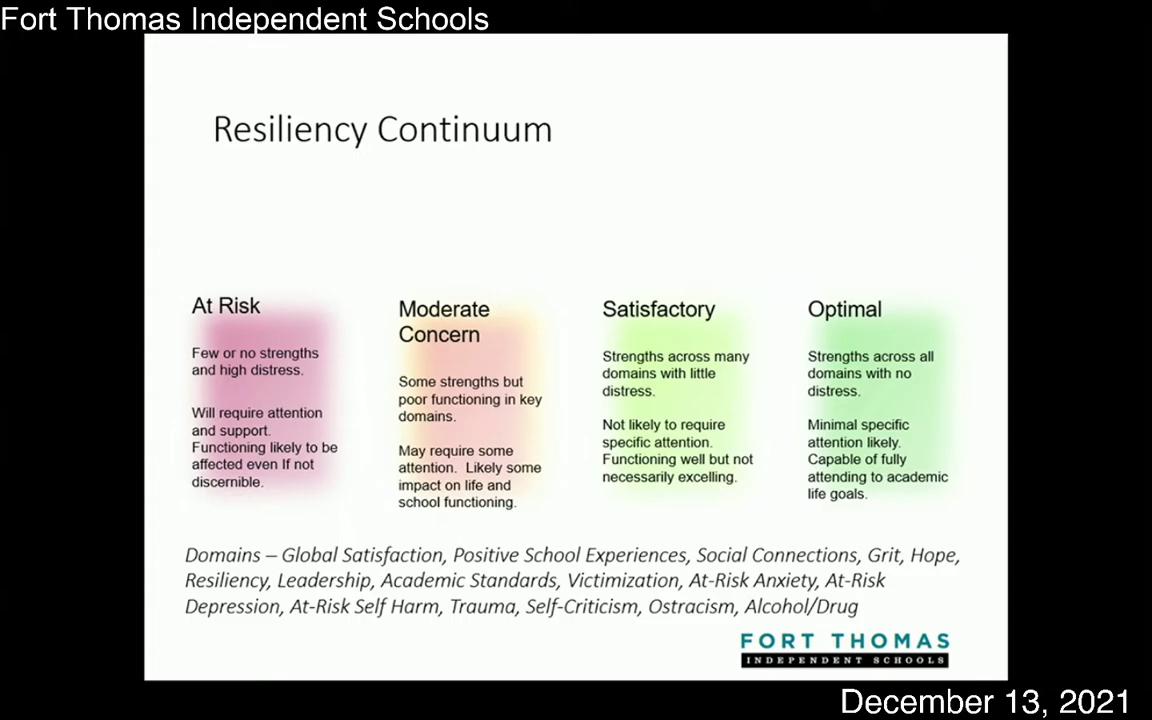 Fort Thomas Independent Schools
Resiliency Continuum
At Risk
Few or no strengths
and high distress.
Will require attention
and support.
Functioning likely to be
affected even If not
discernible.
Moderate
Concern
Some strengths but
poor functioning in key
domains.
May require some
attention. Likely some
impact on life and
school functioning.
Satisfactory
Strengths across many
domains with little
distress.
Not likely to require
specific attention.
Functioning well but not
necessarily excelling.
Optimal
Strengths across all
domains with no
distress.
Minimal specific
attention likely.
Capable of fully
attending to academic
life goals.
Domains – Global Satisfaction, Positive School Experiences, Social Connections, Grit, Hope,
Resiliency, Leadership, Academic Standards, Victimization, At-Risk Anxiety, At-Risk
Depression, At-Risk Self Harm, Trauma, Self-Criticism, Ostracism, Alcohol/Drug
FORT THOMAS
INDEPENDENT SCHOOLS
December 13, 2021